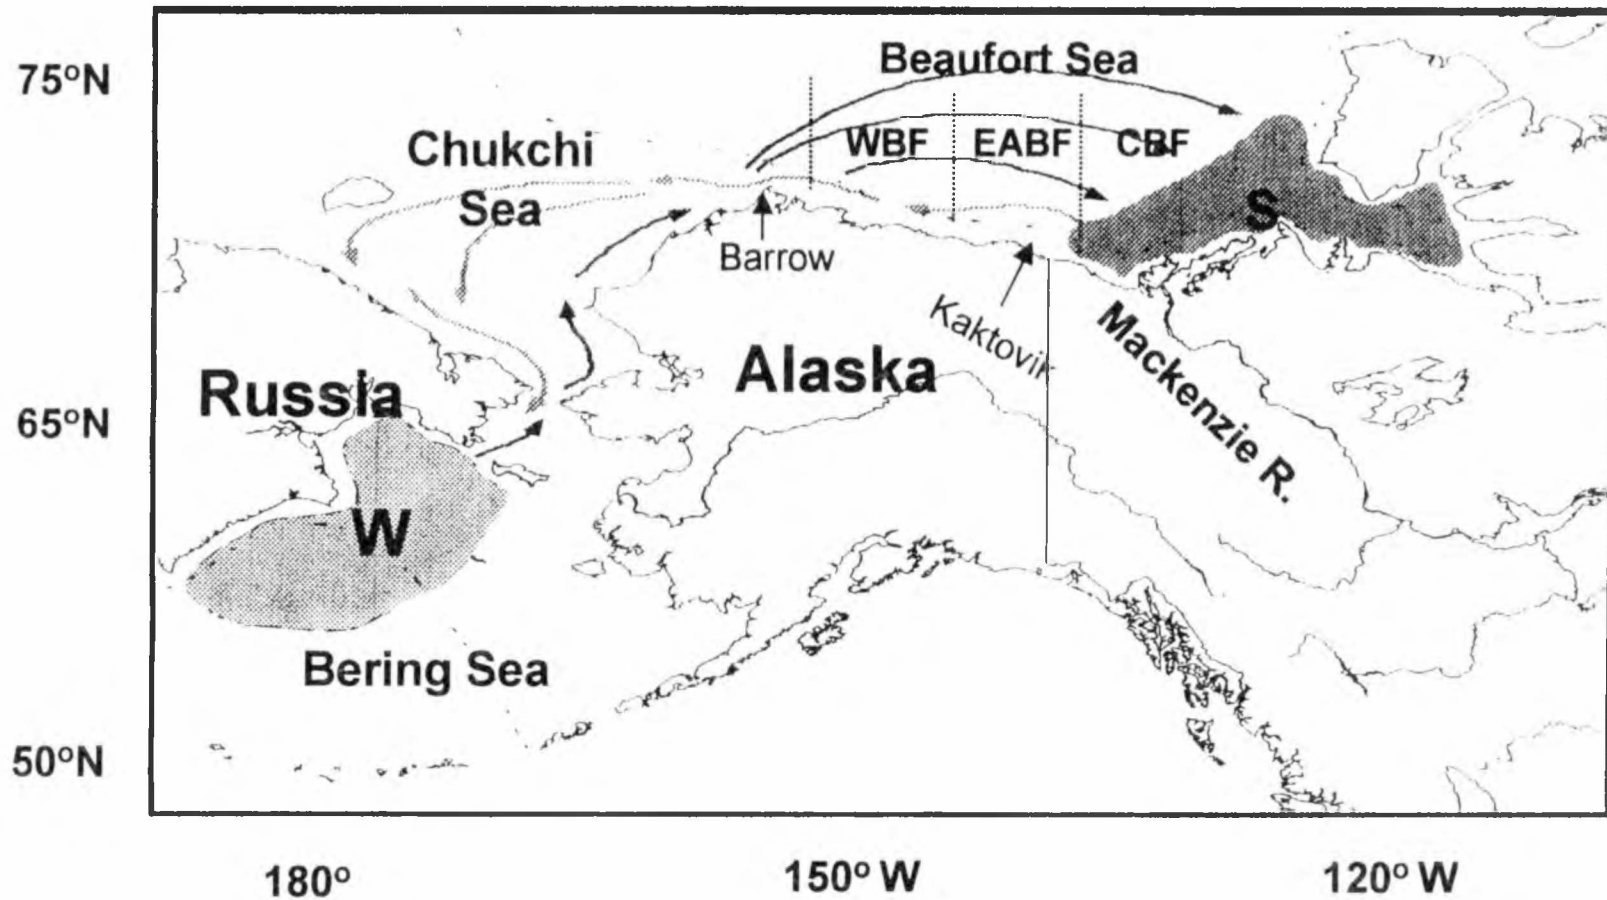 75°N
Beaufort Sea
Chukchi
Sea
WBF
EABF
CBF
S
Barrow
Kaktovik
Mackenzie R.
Alaska
Russia
65°N
W
Bering Sea
50°N
180°
150° W
120° W